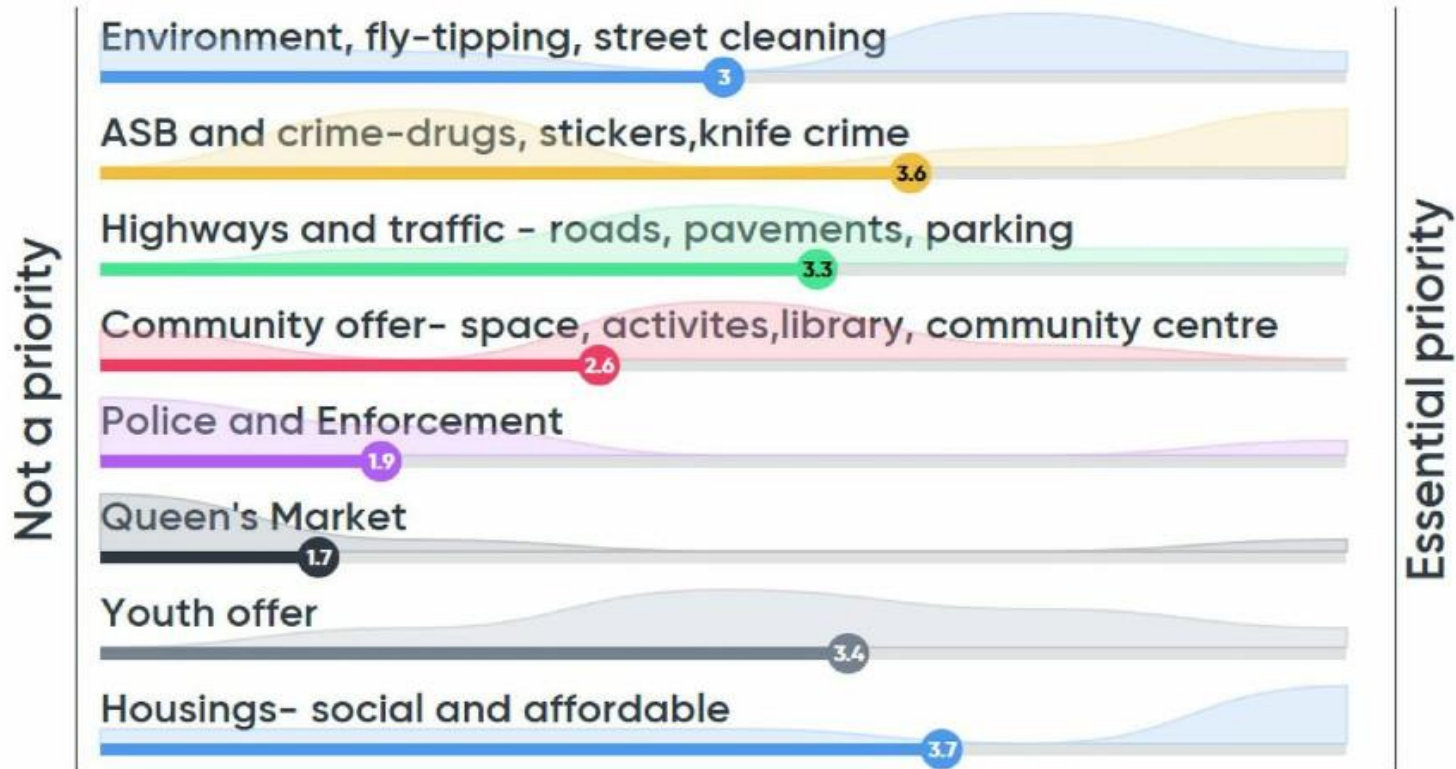 Environment, fly-tipping, street cleaning
3
ASB and crime-drugs, stickers,knife crime
3.6
Highways and traffic - roads, pavements, parking
3.3
Community offer- space, activites,library, community centre
2.6
Police and Enforcement
1.9
Queen's Market
1.7
Youth offer
3.4
Housings- social and affordable
3.7
Not a priority
Essential priority